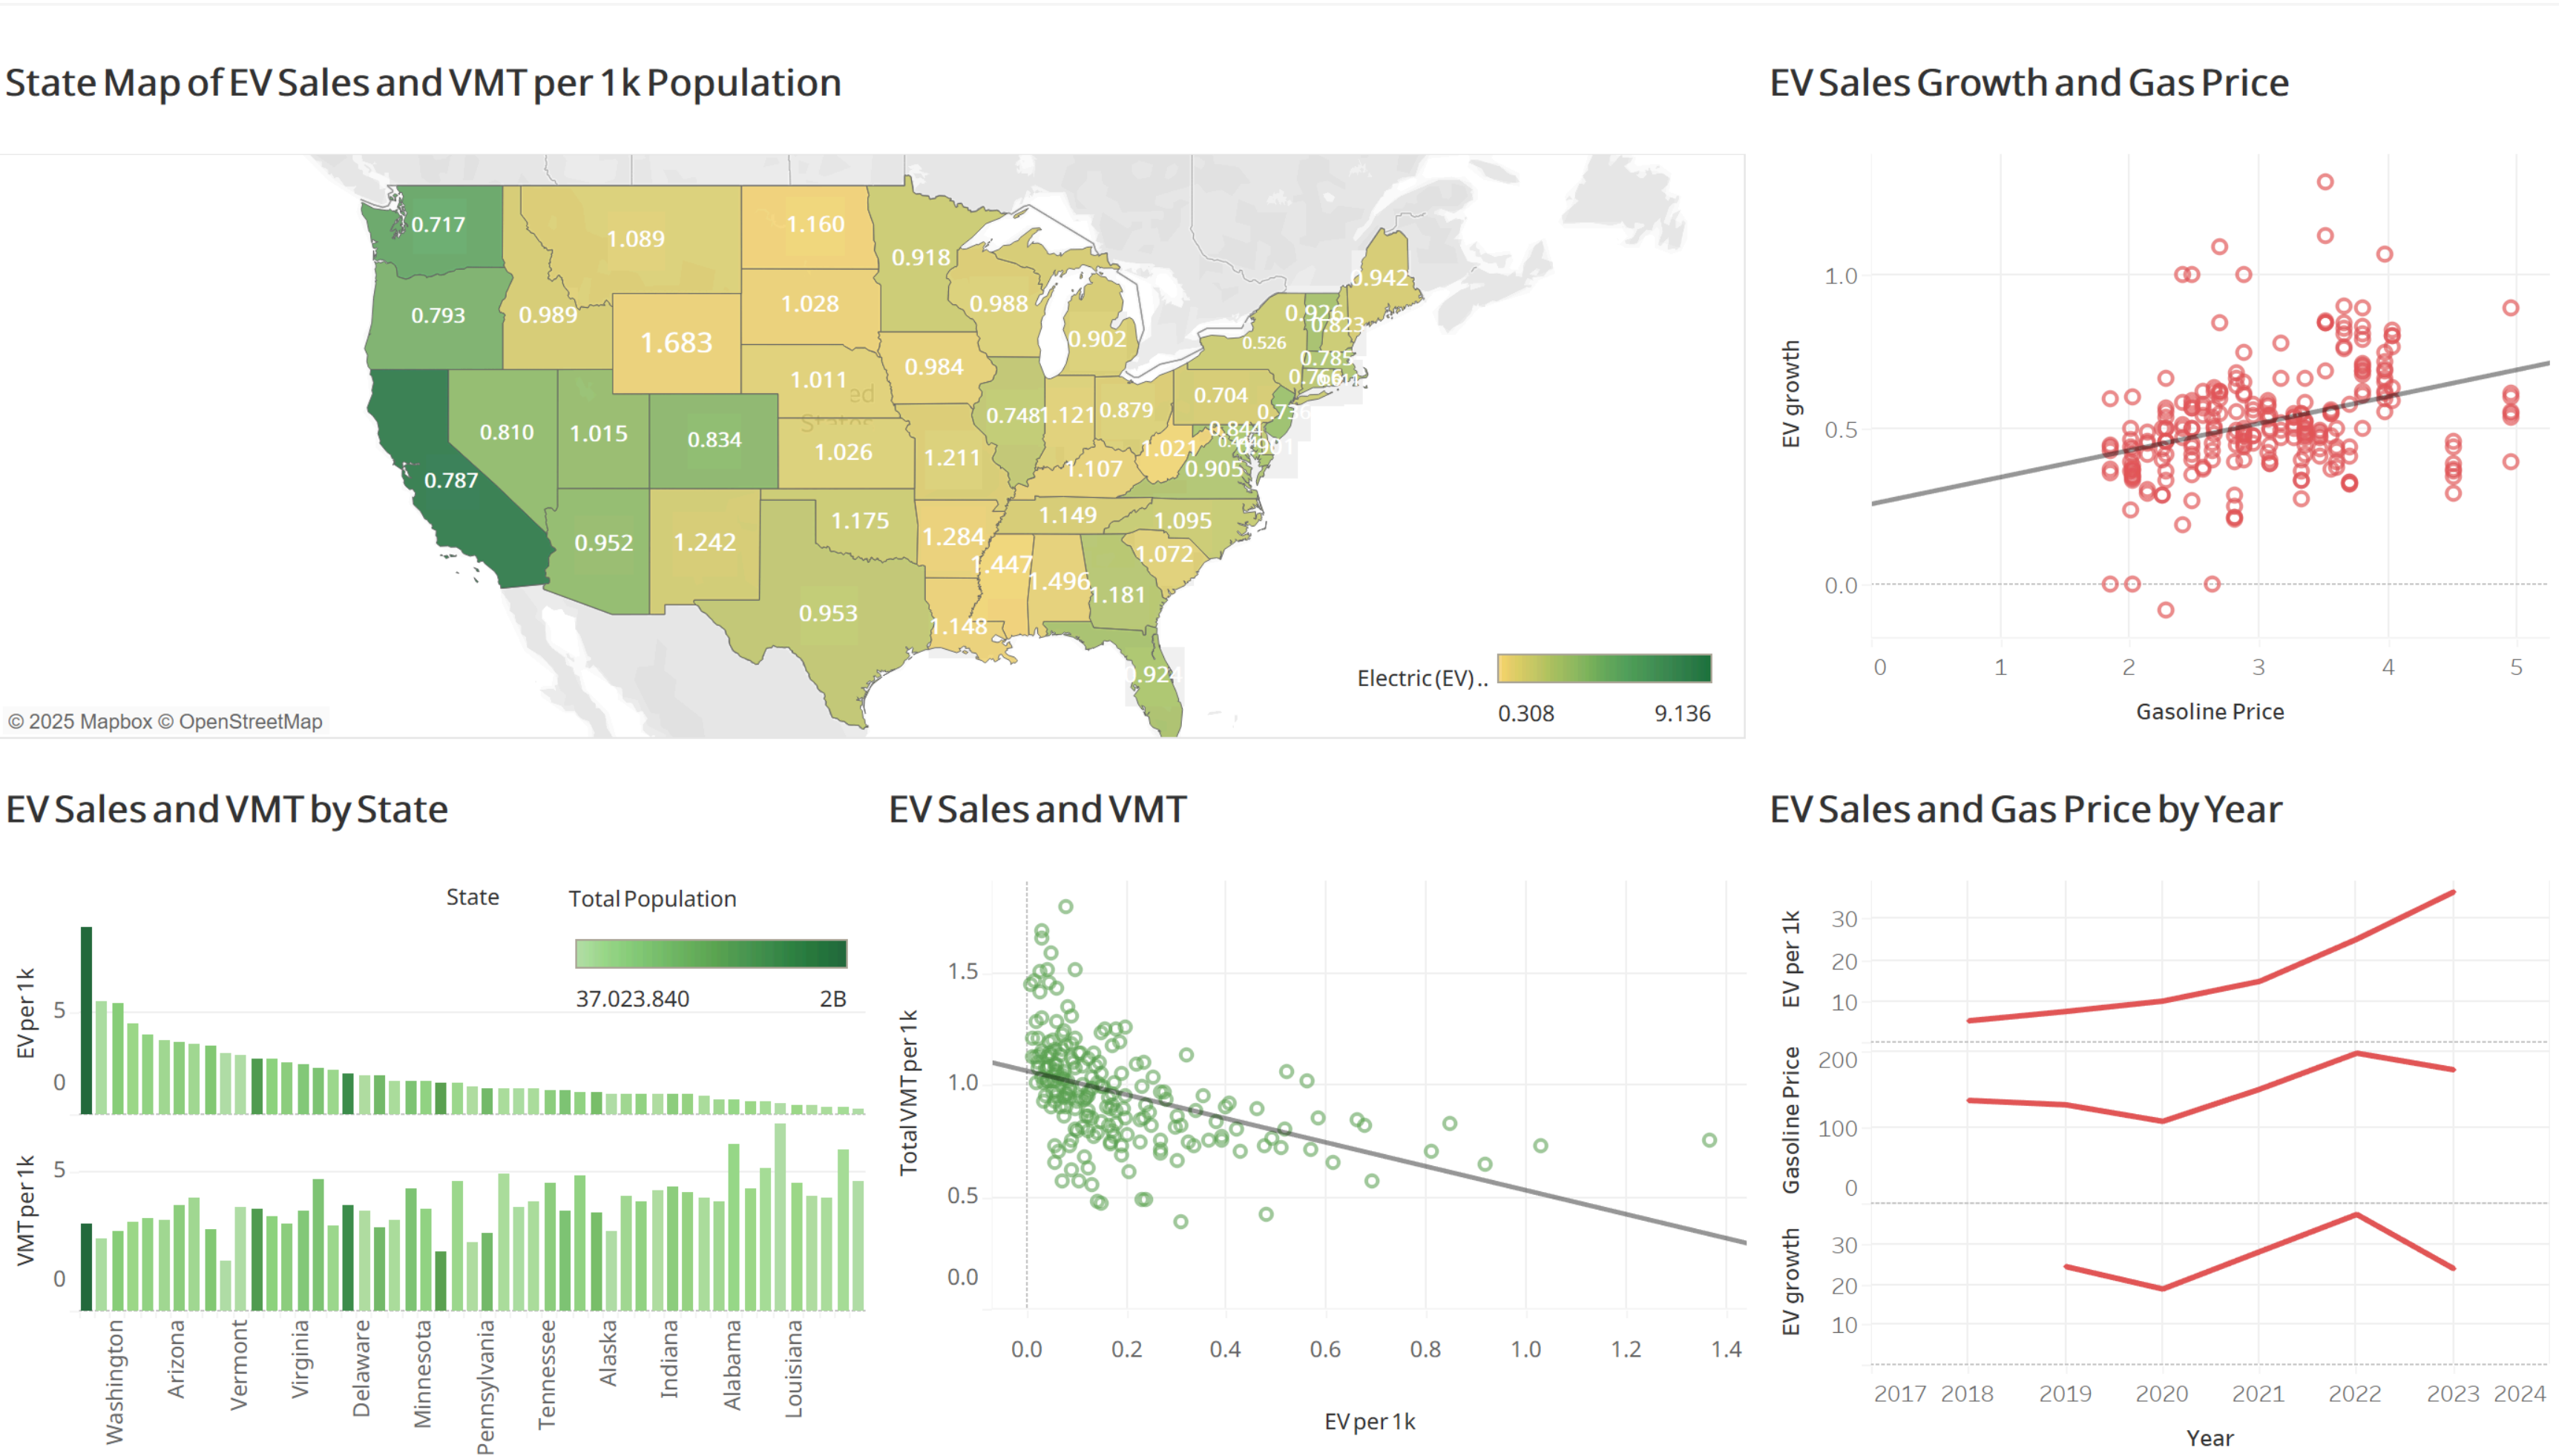 State Map of EV Sales and VMT per 1k Population
0.717
1.089
1.160
0.918
0.942
0.793
0.989
1.683
1.028
0.988
0.902
0.926
0.823
0.526
0.785
0.766
1.011
0.984
0.704
0.736
0.810
1.015
0.834
1.026
1.211
0.748
1.121
0.879
1.021
0.844
0.901
0.787
1.107
0.905
0.952
1.242
1.175
1.284
1.149
1.095
1.072
1.447
1.496
1.181
0.953
1.148
0.924
Electric (EV) ..
0.308 9.136
© 2025 Mapbox © OpenStreetMap
EV Sales Growth and Gas Price
EV growth
1.0
0.5
0.0
0 1 2 3 4 5
Gasoline Price
EV Sales and VMT by State
State
Total Population
37.023.840 2B
EV per 1k
5
0
VMT per 1k
5
0
Washington
Arizona
Vermont
Virginia
Delaware
Minnesota
Pennsylvania
Tennessee
Alaska
Indiana
Alabama
Louisiana
EV Sales and VMT
Total VMT per 1k
1.5
1.0
0.5
0.0
0.0 0.2 0.4 0.6 0.8 1.0 1.2 1.4
EV per 1k
EV Sales and Gas Price by Year
EV per 1k
30
20
10
Gasoline Price
200
100
0
EV growth
30
20
10
2017 2018 2019 2020 2021 2022 2023 2024
Year